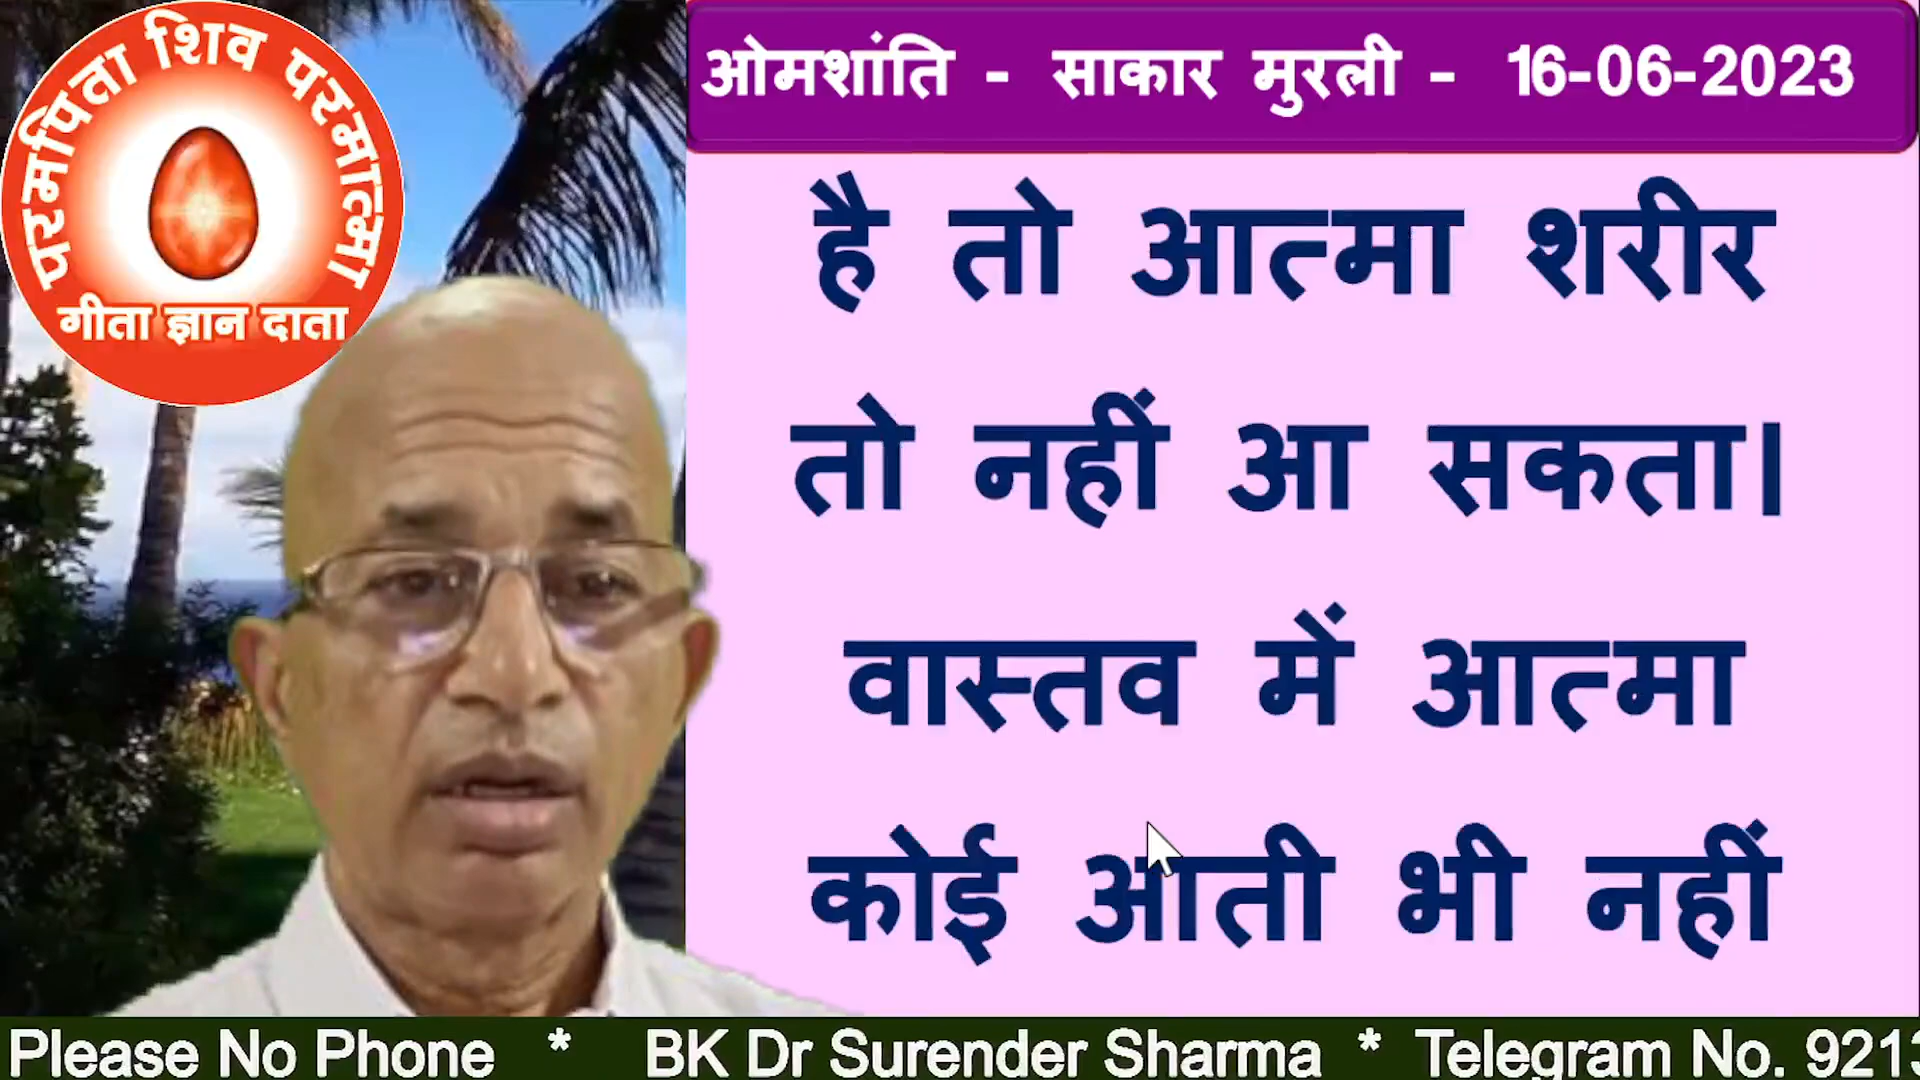 परमपिता शिव परमात्मा
गीता ज्ञान दाता
ओमशांति - साकार मुरली - 16-06-2023
है तो आत्मा शरीर
तो नहीं आ सकता।
वास्तव में आत्मा
कोई आती भी नहीं
Please No Phone * BK Dr Surender Sharma * Telegram No. 9213